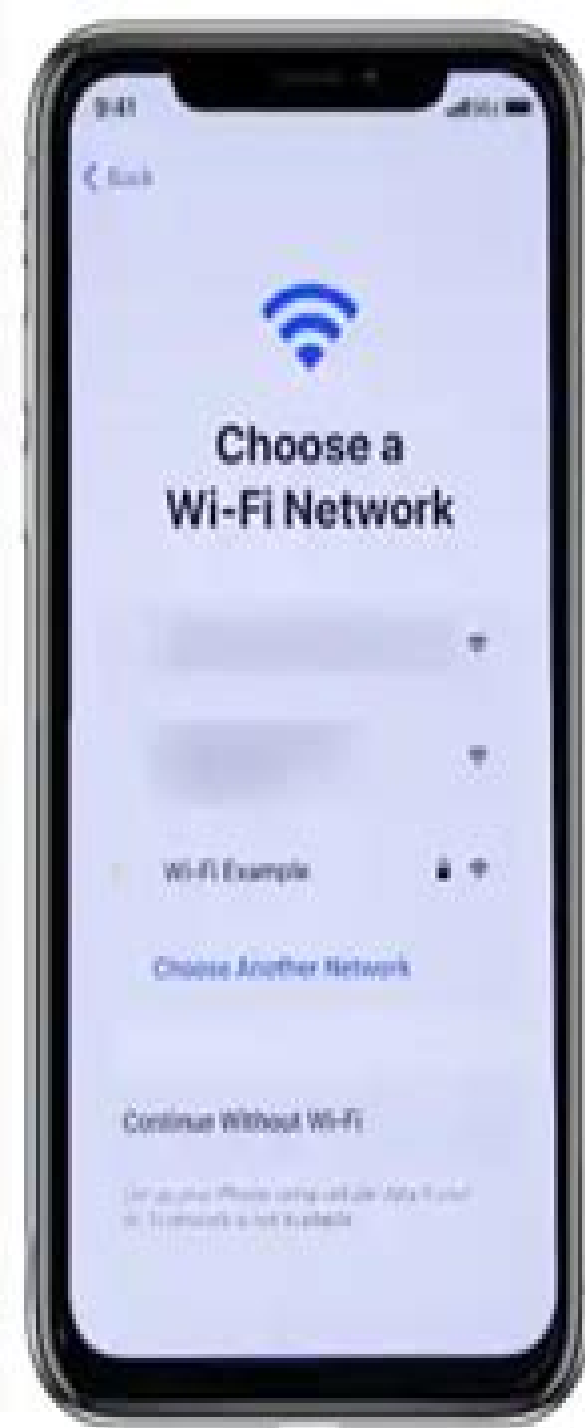 9:41
Back
Choose a
Wi-Fi Network
Wi-Fi Example
Choose Another Network
Continue Without Wi-Fi